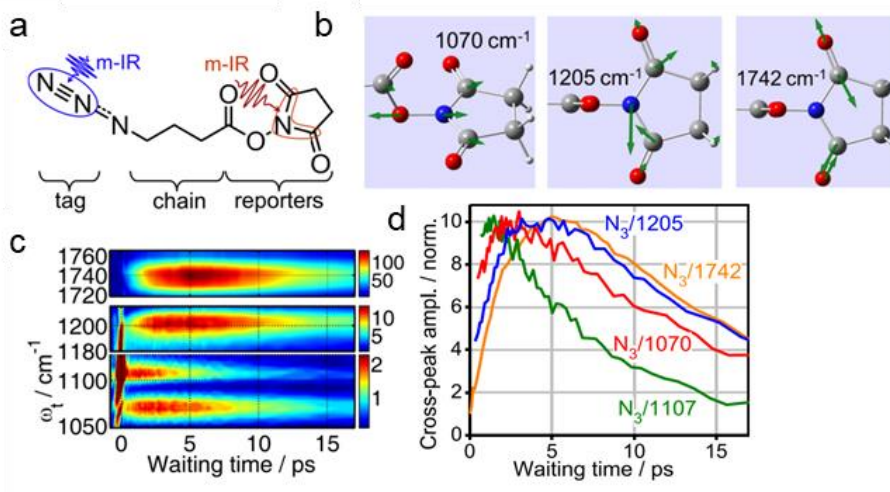 a
m-IR
m-IR
N≡N
N
O
O
O
N
O
O
tag
chain
reporters
b
1070 cm⁻¹
1205 cm⁻¹
1742 cm⁻¹
c
1760
1740
1720
1200
1180
1100
1050
ωt / cm⁻¹
0 5 10 15
Waiting time / ps
100
50
10
5
2
1
d
10
8
6
4
2
0
Cross-peak ampl. / norm.
N₃/1205
N₃/1742
N₃/1070
N₃/1107
0 5 10 15
Waiting time / ps